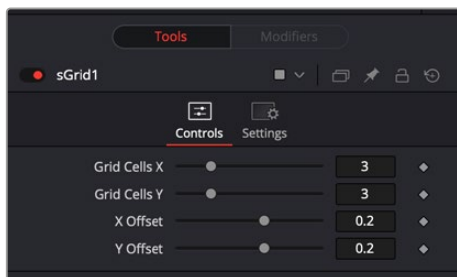 Tools Modifiers
sGrid1
Controls Settings
Grid Cells X 3
Grid Cells Y 3
X Offset 0.2
Y Offset 0.2